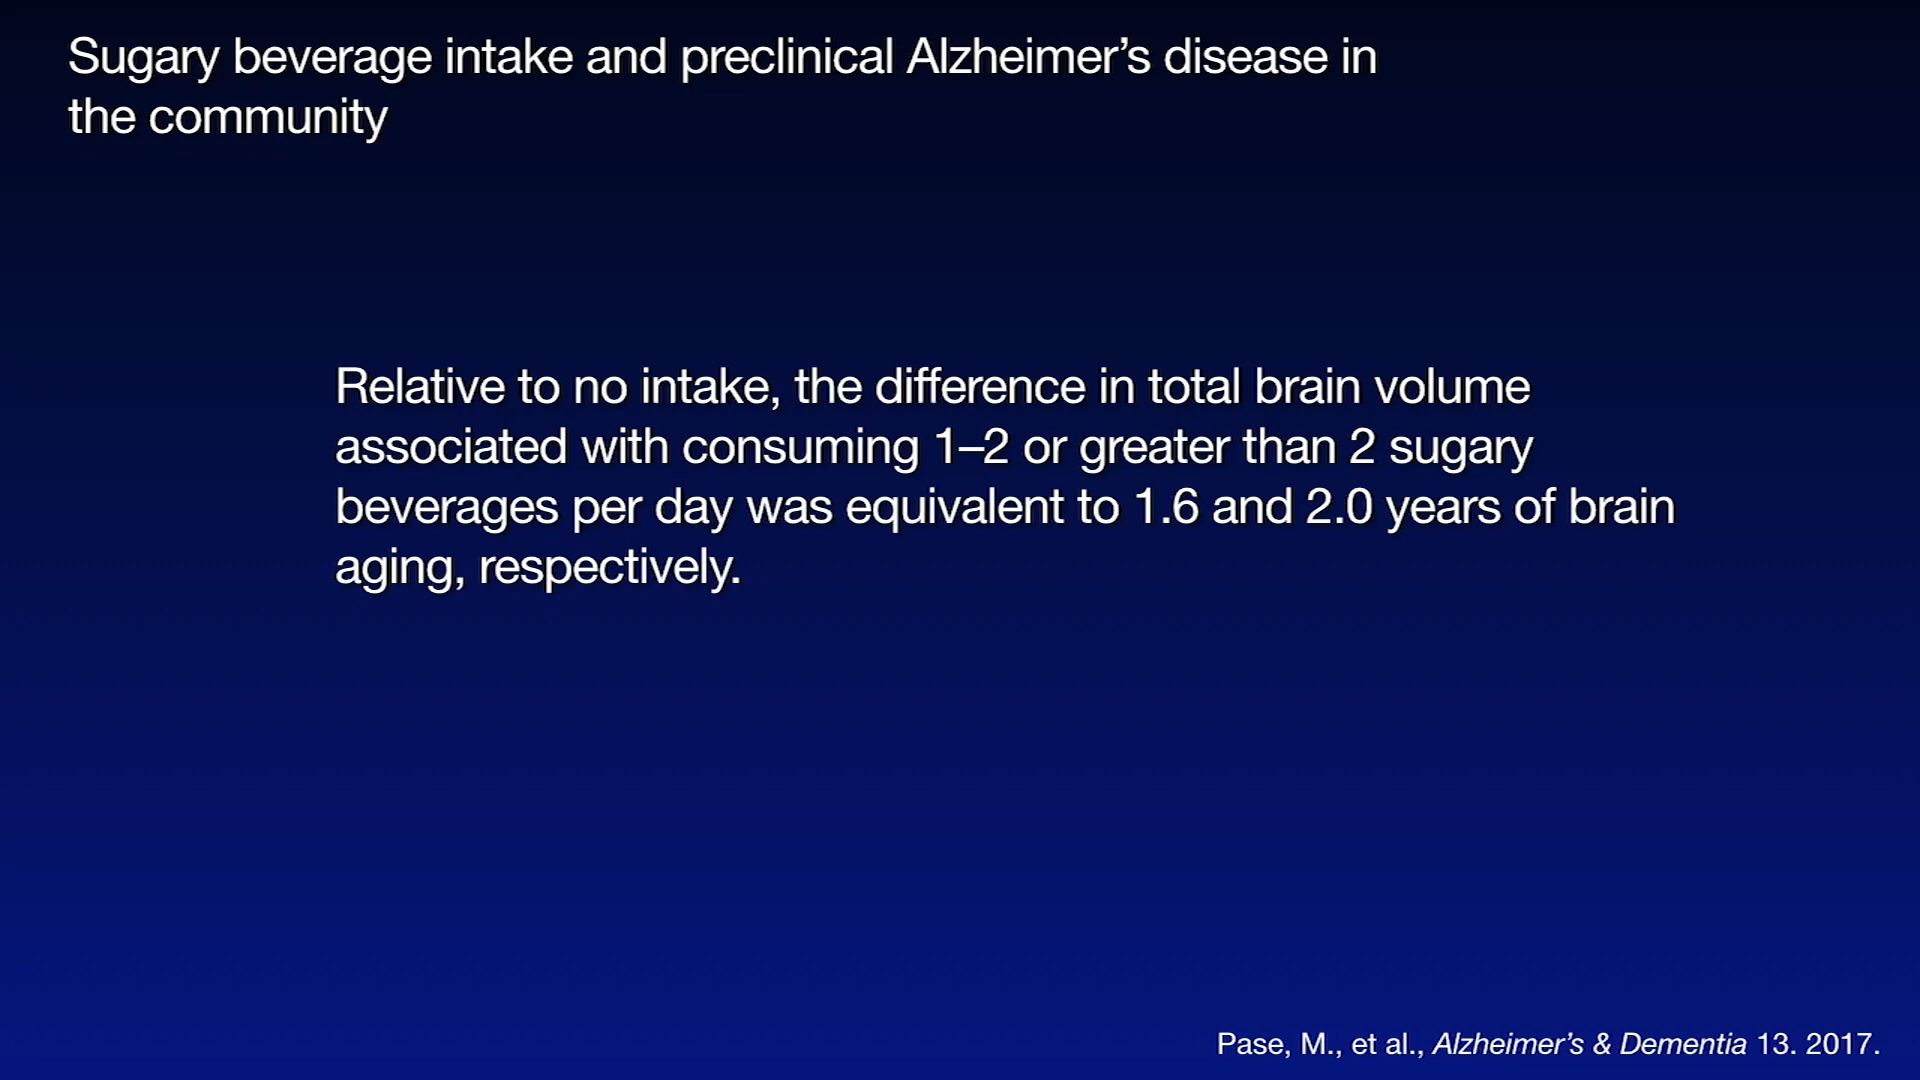 Sugary beverage intake and preclinical Alzheimer’s disease in
the community
Relative to no intake, the difference in total brain volume
associated with consuming 1–2 or greater than 2 sugary
beverages per day was equivalent to 1.6 and 2.0 years of brain
aging, respectively.
Pase, M., et al., Alzheimer’s & Dementia 13. 2017.